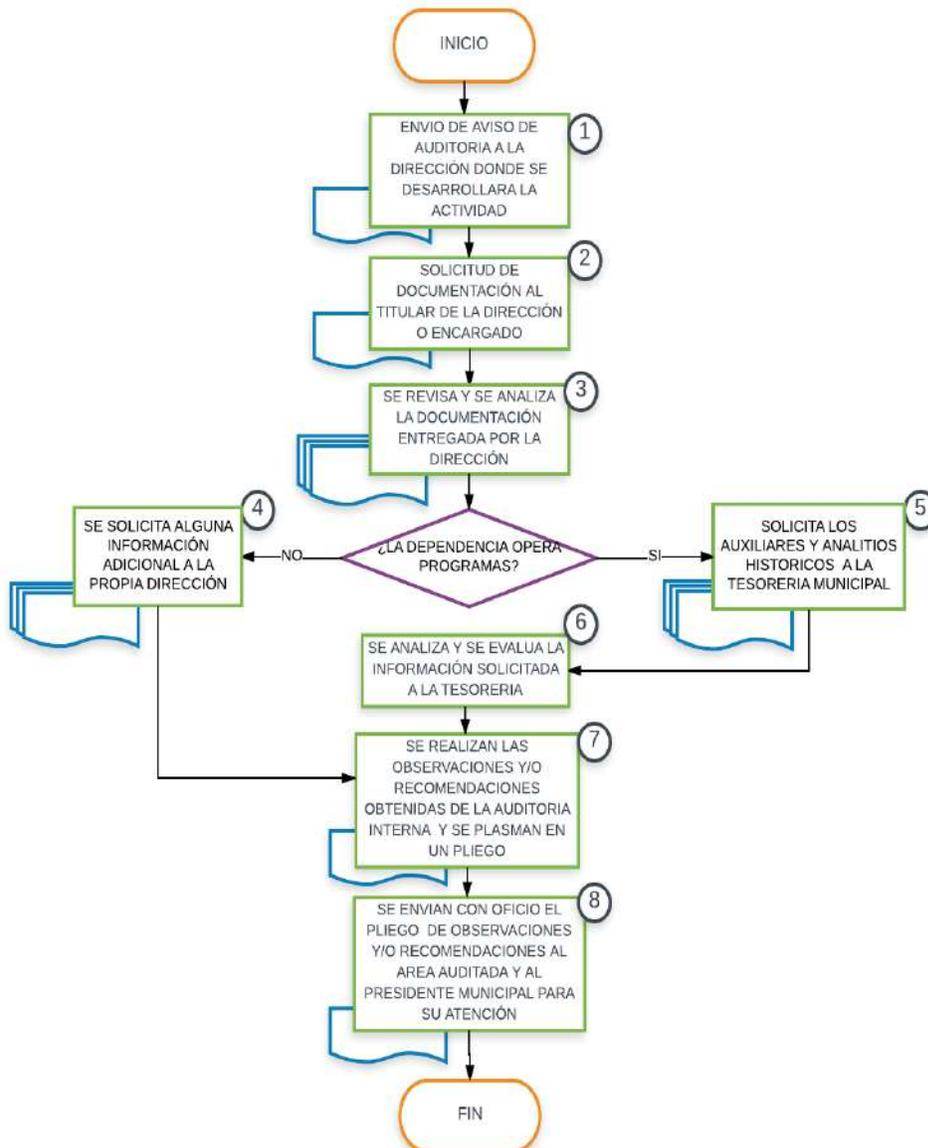 INICIO
1
ENVIO DE AVISO DE
AUDITORIA A LA
DIRECCIÓN DONDE SE
DESARROLLARA LA
ACTIVIDAD
2
SOLICITUD DE
DOCUMENTACIÓN AL
TITULAR DE LA DIRECCIÓN
O ENCARGADO
3
SE REVISA Y SE ANALIZA
LA DOCUMENTACIÓN
ENTREGADA POR LA
DIRECCIÓN
¿LA DEPENDENCIA OPERA
PROGRAMAS?
NO
4
SE SOLICITA ALGUNA
INFORMACIÓN
ADICIONAL A LA
PROPIA DIRECCIÓN
SI
5
SOLICITA LOS
AUXILIARES Y ANALITIOS
HISTORICOS A LA
TESORERIA MUNICIPAL
6
SE ANALIZA Y SE EVALUA LA
INFORMACIÓN SOLICITADA
A LA TESORERIA
7
SE REALIZAN LAS
OBSERVACIONES Y/O
RECOMENDACIONES
OBTENIDAS DE LA AUDITORIA
INTERNA Y SE PLASMAN EN
UN PLIEGO
8
SE ENVIAN CON OFICIO EL
PLIEGO DE OBSERVACIONES
Y/O RECOMENDACIONES AL
AREA AUDITADA Y AL
PRESIDENTE MUNICIPAL PARA
SU ATENCIÓN
FIN